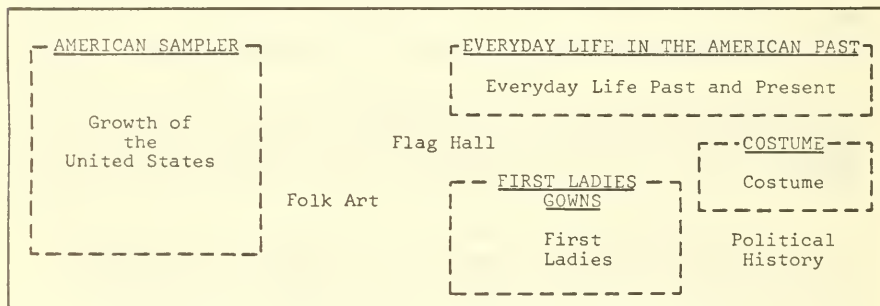 AMERICAN SAMPLER
Growth of
the
United States
Folk Art
Flag Hall
EVERYDAY LIFE IN THE AMERICAN PAST
Everyday Life Past and Present
COSTUME
Costume
FIRST LADIES
GOWNS
First
Ladies
Political
History